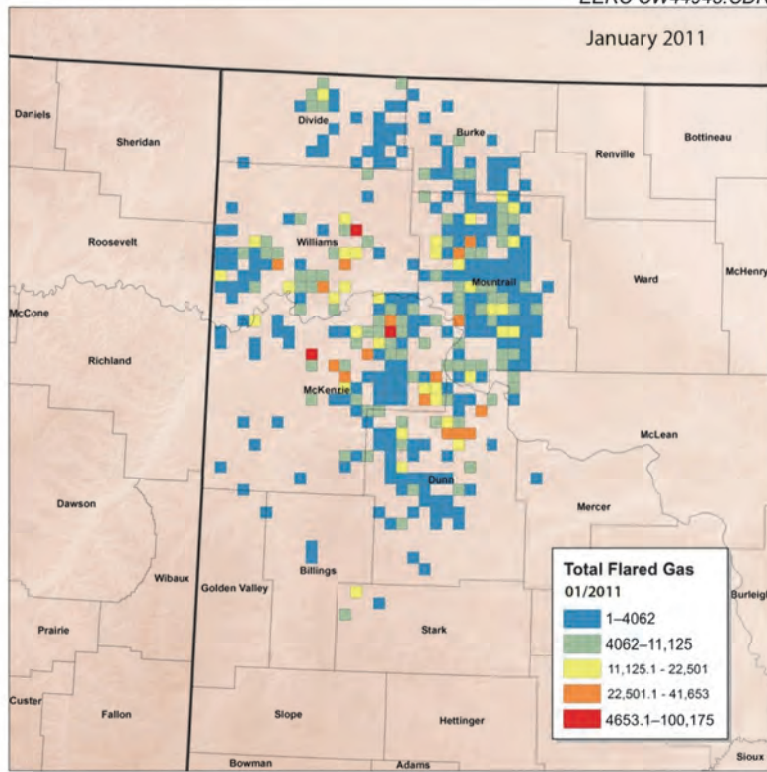 January 2011
Daniels
Sheridan
Divide
Burke
Renville
Bottineau
Roosevelt
Williams
Mountrail
Ward
McHenry
McCone
Richland
McKenzie
McLean
Dunn
Dawson
Mercer
Wibaux
Golden Valley
Billings
Prairie
Stark
Custer
Fallon
Slope
Hettinger
Bowman
Adams
Sioux
Total Flared Gas
01/2011
1–4062
4062–11,125
11,125.1 - 22,501
22,501.1 - 41,653
4653.1–100,175